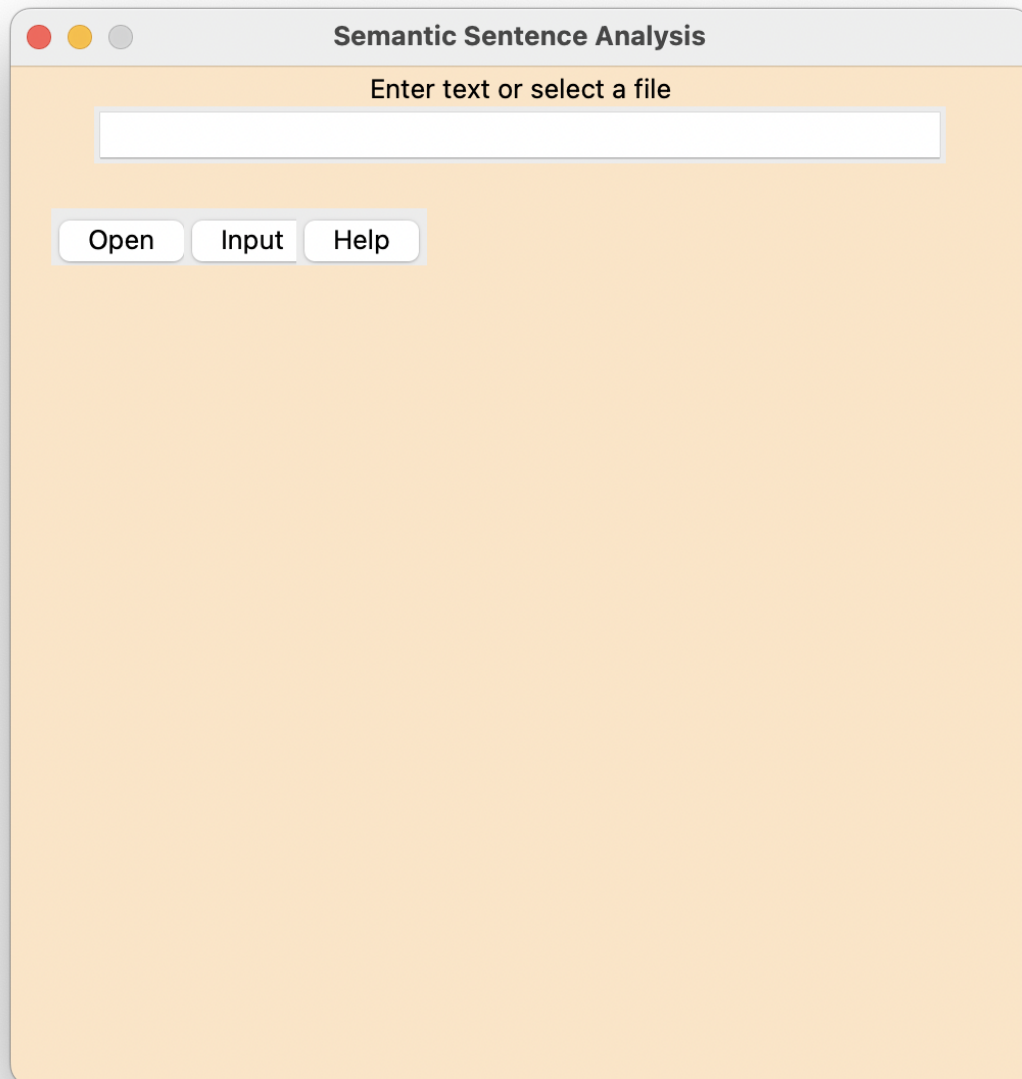 Semantic Sentence Analysis
Enter text or select a file
Open Input Help